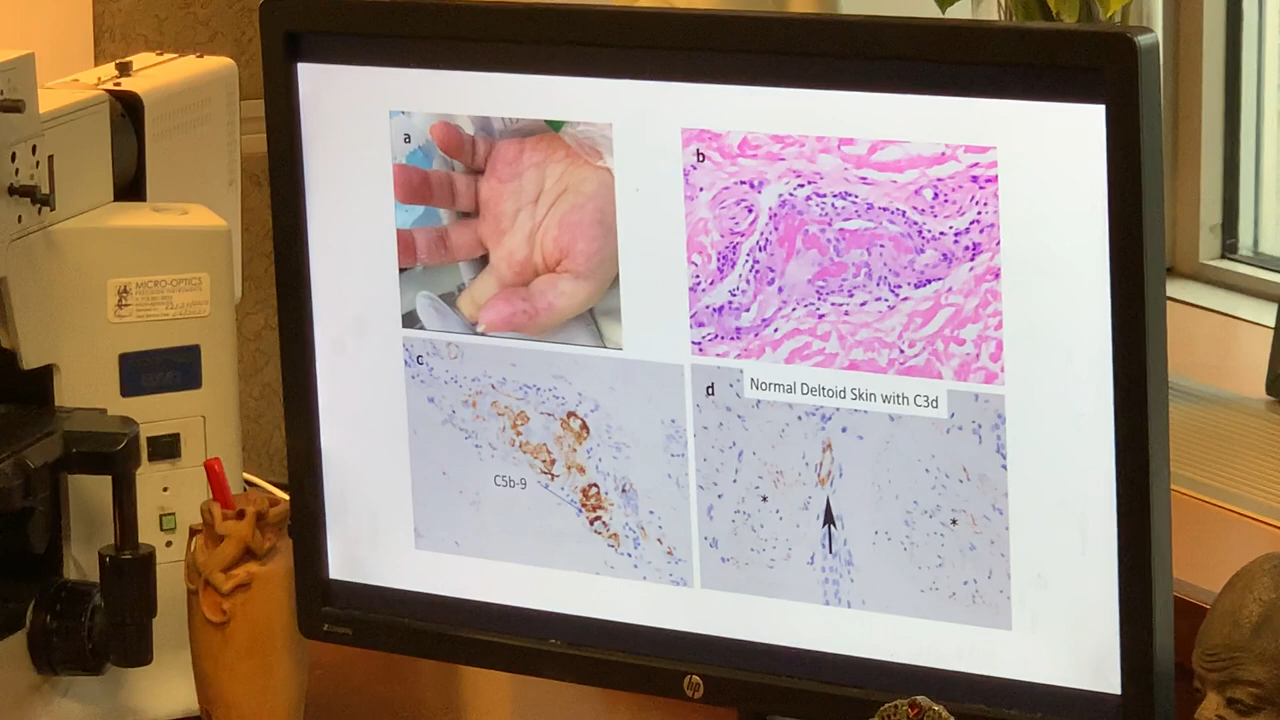 a
b
c
C5b-9
d
Normal Deltoid Skin with C3d
*
*
MICRO-OPTICS
hp